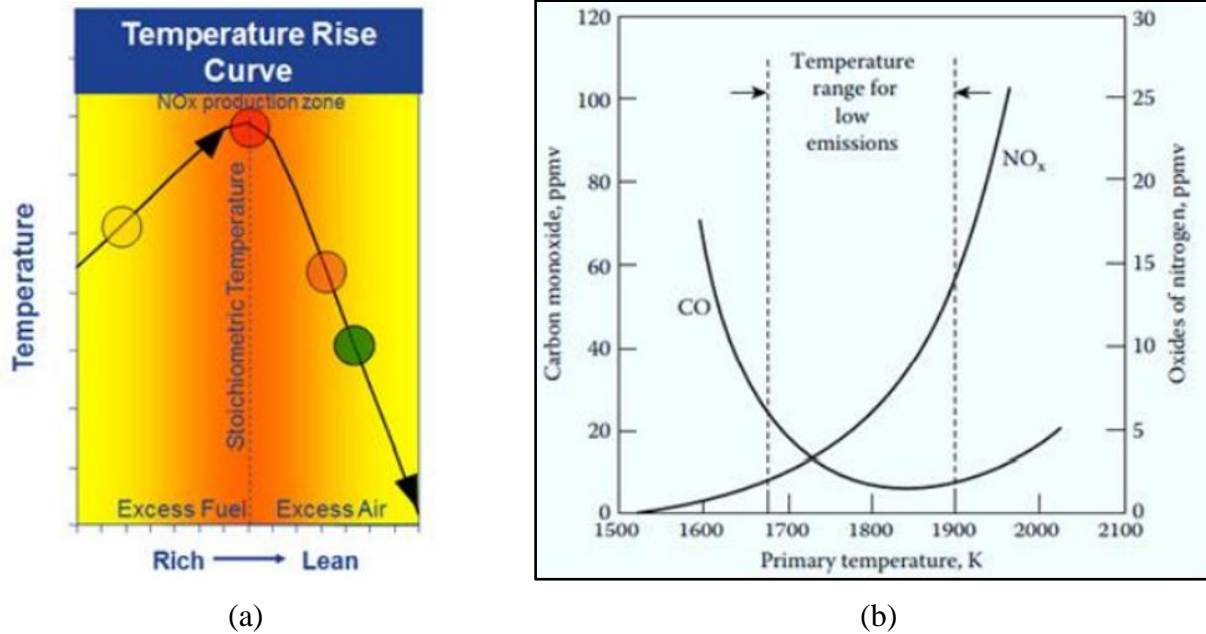 Temperature Rise
Curve
NOx production zone
Temperature
Stoichiometric Temperature
Excess Fuel
Excess Air
Rich
Lean
(a)
120
100
80
60
40
20
0
Carbon monoxide, ppmv
Temperature
range for
low
emissions
NOₓ
CO
30
25
20
15
10
5
0
Oxides of nitrogen, ppmv
1500
1600
1700
1800
1900
2000
2100
Primary temperature, K
(b)